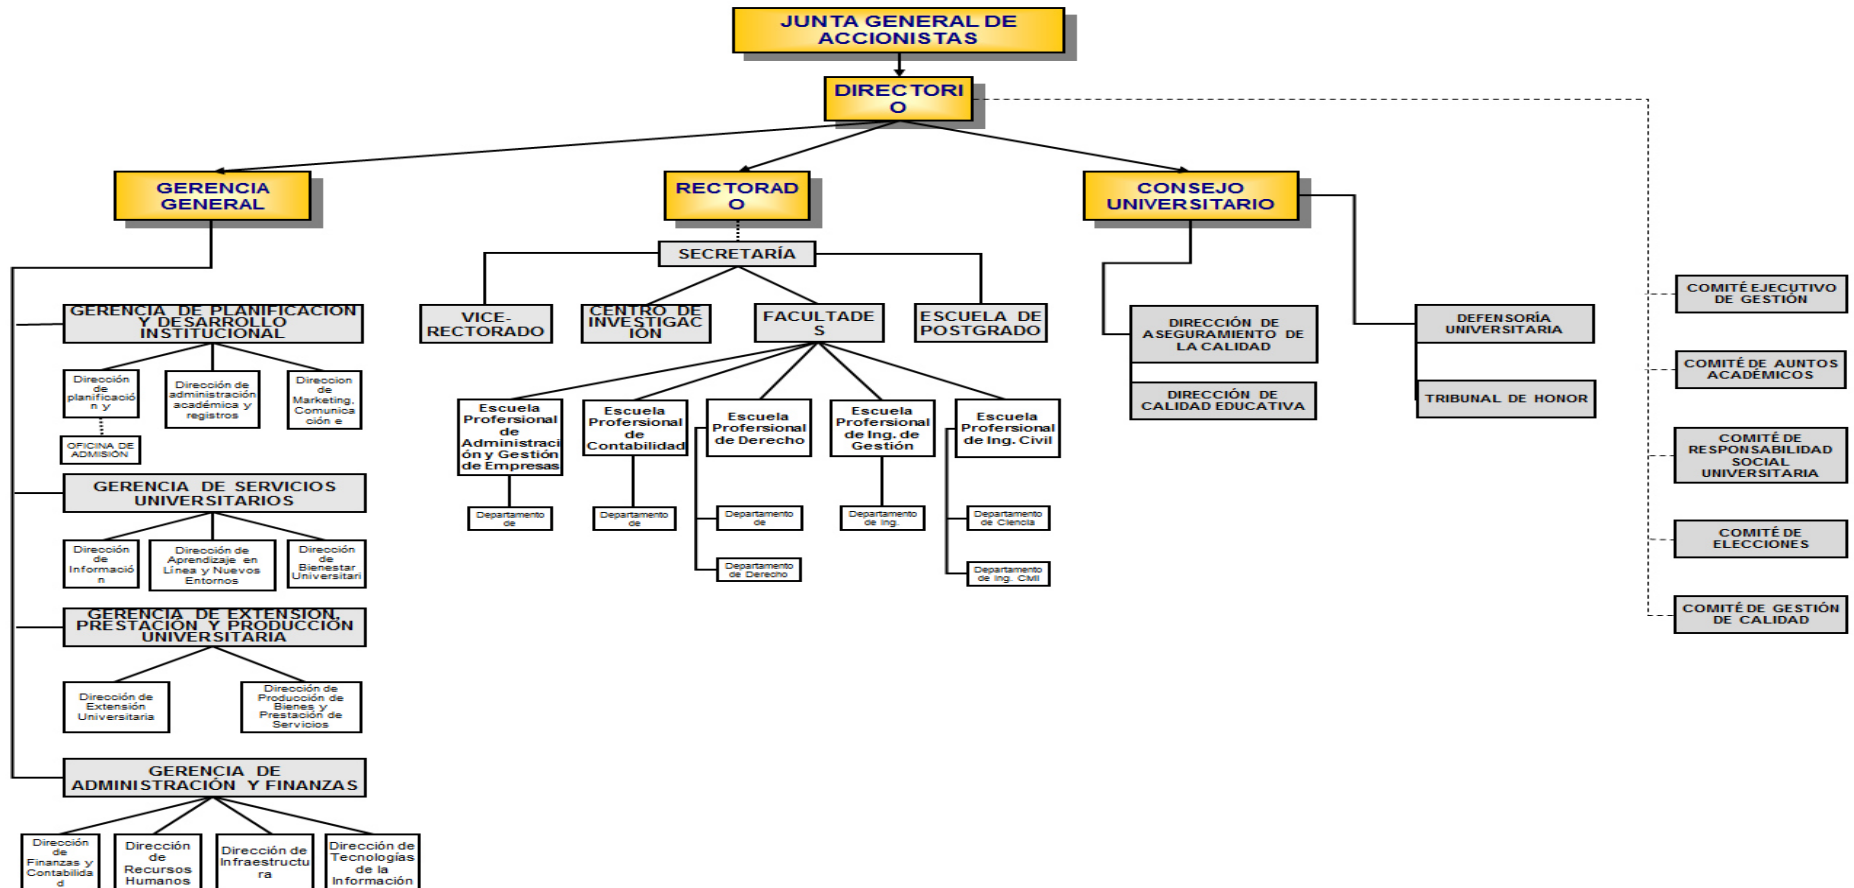 JUNTA GENERAL DE
ACCIONISTAS
DIRECTORI
O
GERENCIA
GENERAL
RECTORAD
O
CONSEJO
UNIVERSITARIO
SECRETARÍA
GERENCIA DE PLANIFICACION
Y DESARROLLO
INSTITUCIONAL
VICE-
RECTORADO
CENTRO DE
INVESTIGAC
IÓN
FACULTADE
S
ESCUELA DE
POSTGRADO
DIRECCIÓN DE
ASEGURAMIENTO DE
LA CALIDAD
DEFENSORÍA
UNIVERSITARIA
COMITÉ EJECUTIVO
DE GESTIÓN
Dirección
de
planificació
n y
Dirección de
administración
académica y
registros
Direccion
de
Marketing,
Comunica
ción e
DIRECCIÓN DE
CALIDAD EDUCATIVA
TRIBUNAL DE HONOR
COMITÉ DE AUNTOS
ACADÉMICOS
OFICINA DE
ADMISIÓN
Escuela
Profersional
de
Administraci
ón y Gestión
de Empresas
Escuela
Profersional
de
Contabilidad
Escuela
Profersional
de Derecho
Escuela
Profersional
de Ing. de
Gestión
Escuela
Profersional
de Ing. Civil
COMITÉ DE
RESPONSABILIDAD
SOCIAL
UNIVERSITARIA
GERENCIA DE SERVICIOS
UNIVERSITARIOS
Departamento
de
Departamento
de
Departamento
de
Departamento
de Ing.
Departamento
de Ciencia
COMITÉ DE
ELECCIONES
Dirección
de
Informació
n
Dirección de
Aprendizaje en
Línea y Nuevos
Entornos
Dirección
de
Bienestar
Universitari
Departamento
de Derecho
Departamento
de Ing. Civil
GERENCIA DE EXTENSIÓN,
PRESTACIÓN Y PRODUCCIÓN
UNIVERSITARIA
COMITÉ DE GESTIÓN
DE CALIDAD
Dirección de
Extensión
Universitaria
Dirección de
Producción de
Bienes y
Prestación de
Servicios
GERENCIA DE
ADMINISTRACIÓN Y FINANZAS
Dirección
de
Finanzas y
Contabilida
d
Dirección
de
Recursos
Humanos
Dirección de
Infraestructu
ra
Dirección de
Tecnologías
de la
Información